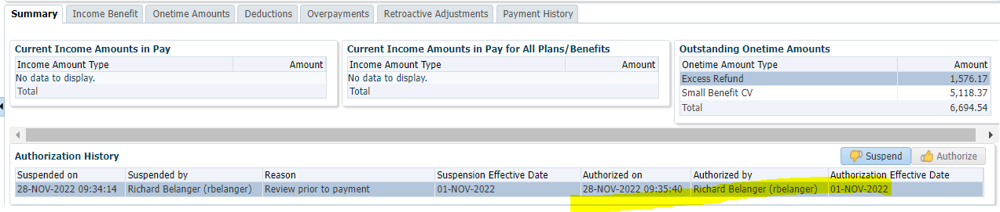 Summary Income Benefit Onetime Amounts Deductions Overpayments Retroactive Adjustments Payment History
Current Income Amounts in Pay
Income Amount Type Amount
No data to display.
Total
Current Income Amounts in Pay for All Plans/Benefits
Income Amount Type Amount
No data to display.
Total
Outstanding Onetime Amounts
Onetime Amount Type Amount
Excess Refund 1,576.17
Small Benefit CV 5,118.37
Total 6,694.54
Authorization History Suspend Authorize
Suspended on Suspended by Reason Suspension Effective Date Authorized on Authorized by Authorization Effective Date
28-NOV-2022 09:34:14 Richard Belanger (rbelanger) Review prior to payment 01-NOV-2022 28-NOV-2022 09:35:40 Richard Belanger (rbelanger) 01-NOV-2022